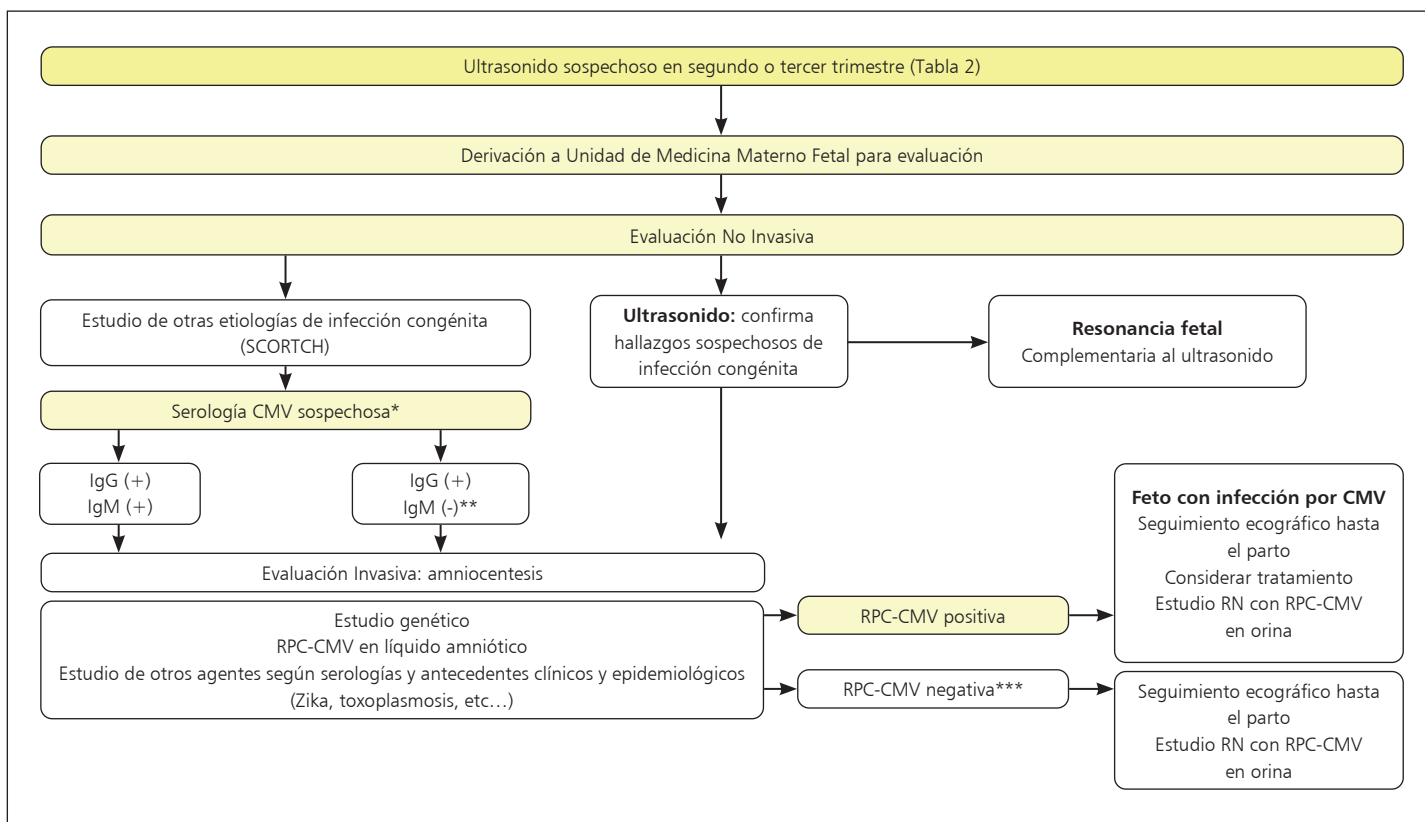 Ultrasonido sospechoso en segundo o tercer trimestre (Tabla 2)
Derivación a Unidad de Medicina Materno Fetal para evaluación
Evaluación No Invasiva
Estudio de otras etiologías de infección congénita
(SCORTCH)
Ultrasonido: confirma
hallazgos sospechosos de
infección congénita
Resonancia fetal
Complementaria al ultrasonido
Serología CMV sospechosa*
IgG (+)
IgM (+)
IgG (+)
IgM (-)**
Evaluación Invasiva: amniocentesis
Estudio genético
RPC-CMV en líquido amniótico
Estudio de otros agentes según serologías y antecedentes clínicos y epidemiológicos
(Zika, toxoplasmosis, etc…)
RPC-CMV positiva
RPC-CMV negativa***
Feto con infección por CMV
Seguimiento ecográfico hasta
el parto
Considerar tratamiento
Estudio RN con RPC-CMV
en orina
Seguimiento ecográfico hasta
el parto
Estudio RN con RPC-CMV
en orina